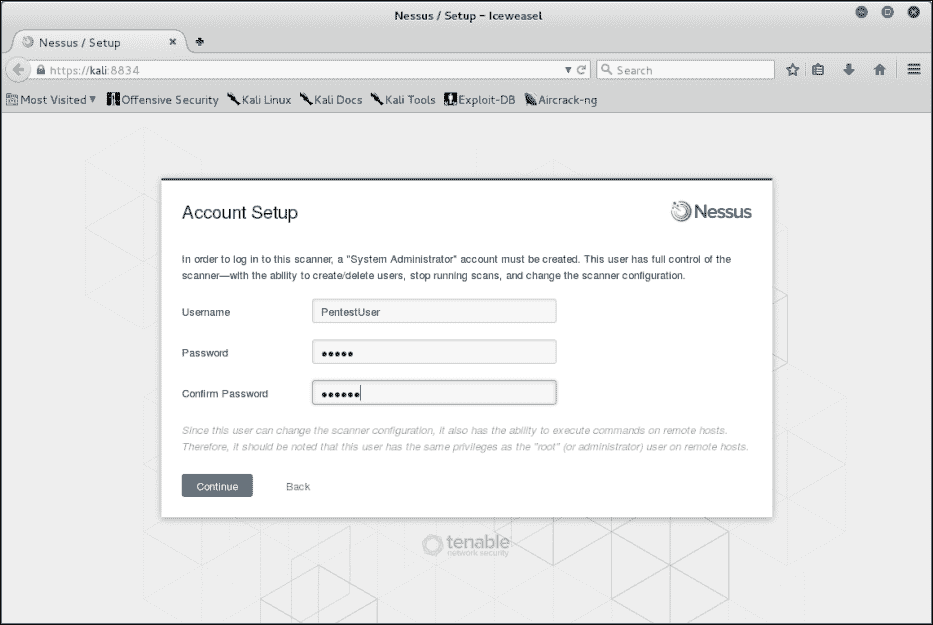 Nessus / Setup - Iceweasel
Nessus / Setup
https://kali:8834
Search
Most Visited
Offensive Security
Kali Linux
Kali Docs
Kali Tools
Exploit-DB
Aircrack-ng
Account Setup
Nessus
In order to log in to this scanner, a "System Administrator" account must be created. This user has full control of the
scanner—with the ability to create/delete users, stop running scans, and change the scanner configuration.
Username
PentestUser
Password
●●●●●
Confirm Password
●●●●●●
Since this user can change the scanner configuration, it also has the ability to execute commands on remote hosts.
Therefore, it should be noted that this user has the same privileges as the "root" (or administrator) user on remote hosts.
Continue
Back
tenable
network security